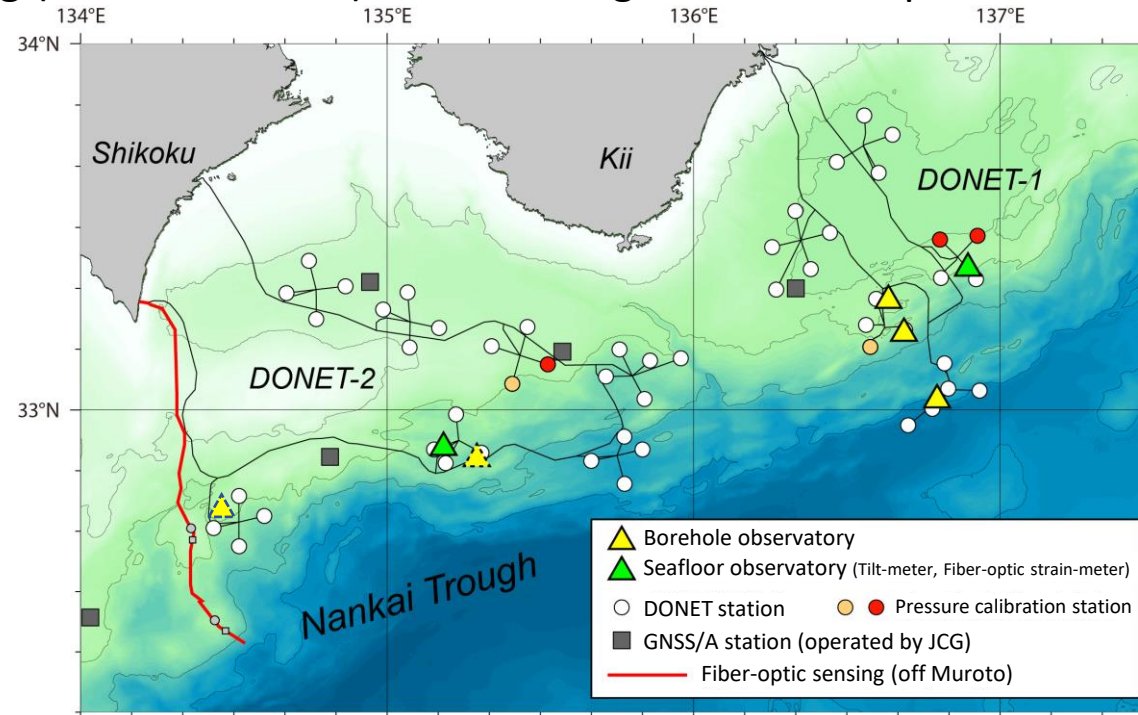 134°E 135°E 136°E 137°E
34°N
Shikoku
Kii
DONET-1
DONET-2
33°N
Nankai Trough
Borehole observatory
Seafloor observatory (Tilt-meter, Fiber-optic strain-meter)
DONET station
Pressure calibration station
GNSS/A station (operated by JCG)
Fiber-optic sensing (off Muroto)